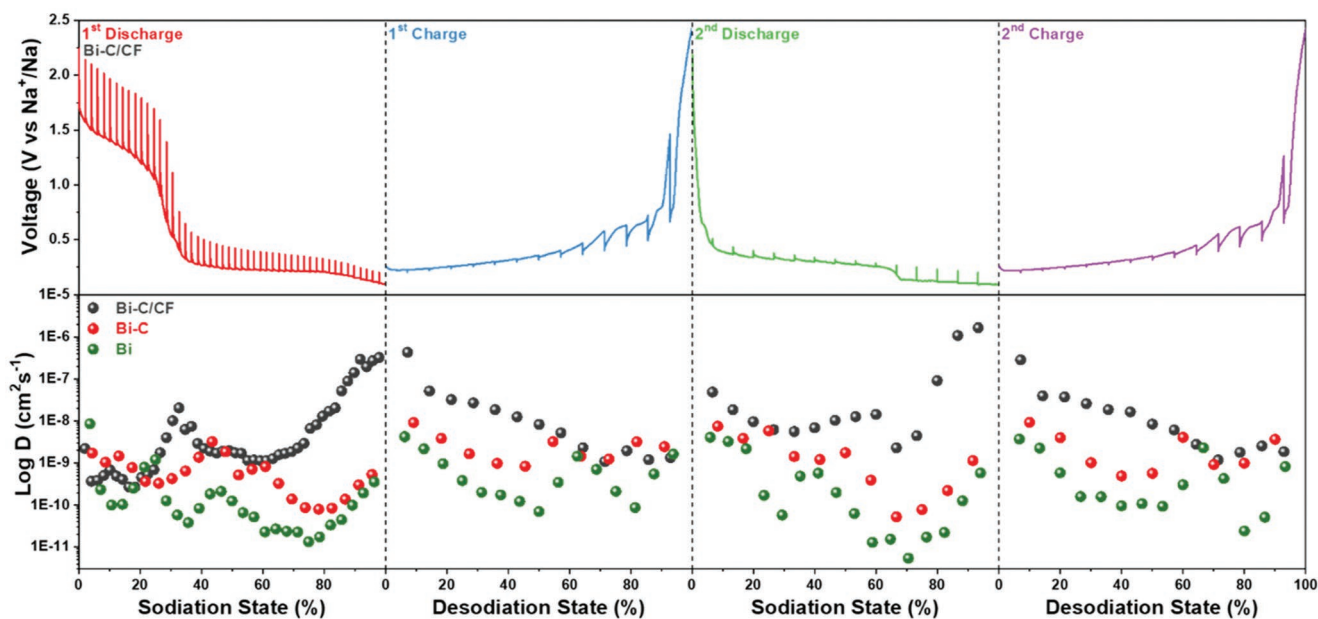 1st Discharge
Bi-C/CF
1st Charge
2nd Discharge
2nd Charge
Voltage (V vs Na+/Na)
2.5
2.0
1.5
1.0
0.5
1E-5
Bi-C/CF
Bi-C
Bi
Log D (cm²s⁻¹)
1E-6
1E-7
1E-8
1E-9
1E-10
1E-11
0 20 40 60 80 0 20 40 60 80 0 20 40 60 80 0 20 40 60 80 100
Sodiation State (%) Desodiation State (%) Sodiation State (%) Desodiation State (%)